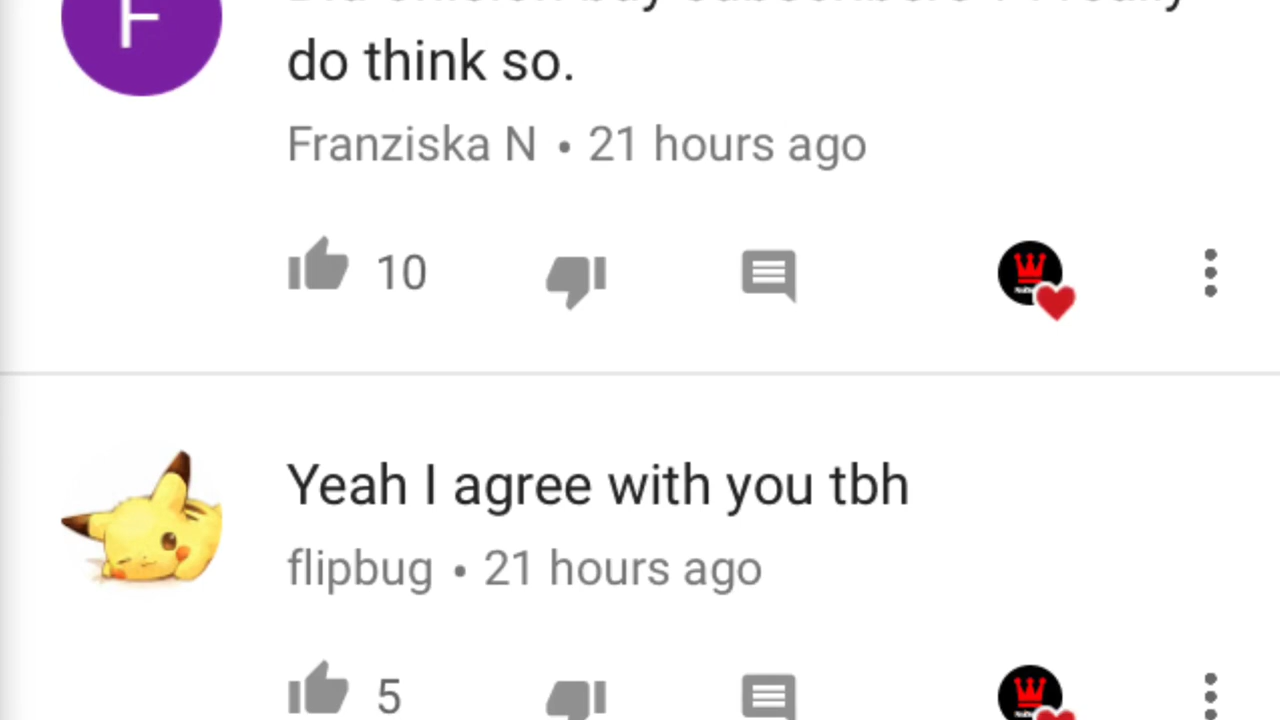 F
do think so.
Franziska N • 21 hours ago
10
Yeah I agree with you tbh
flipbug • 21 hours ago
5